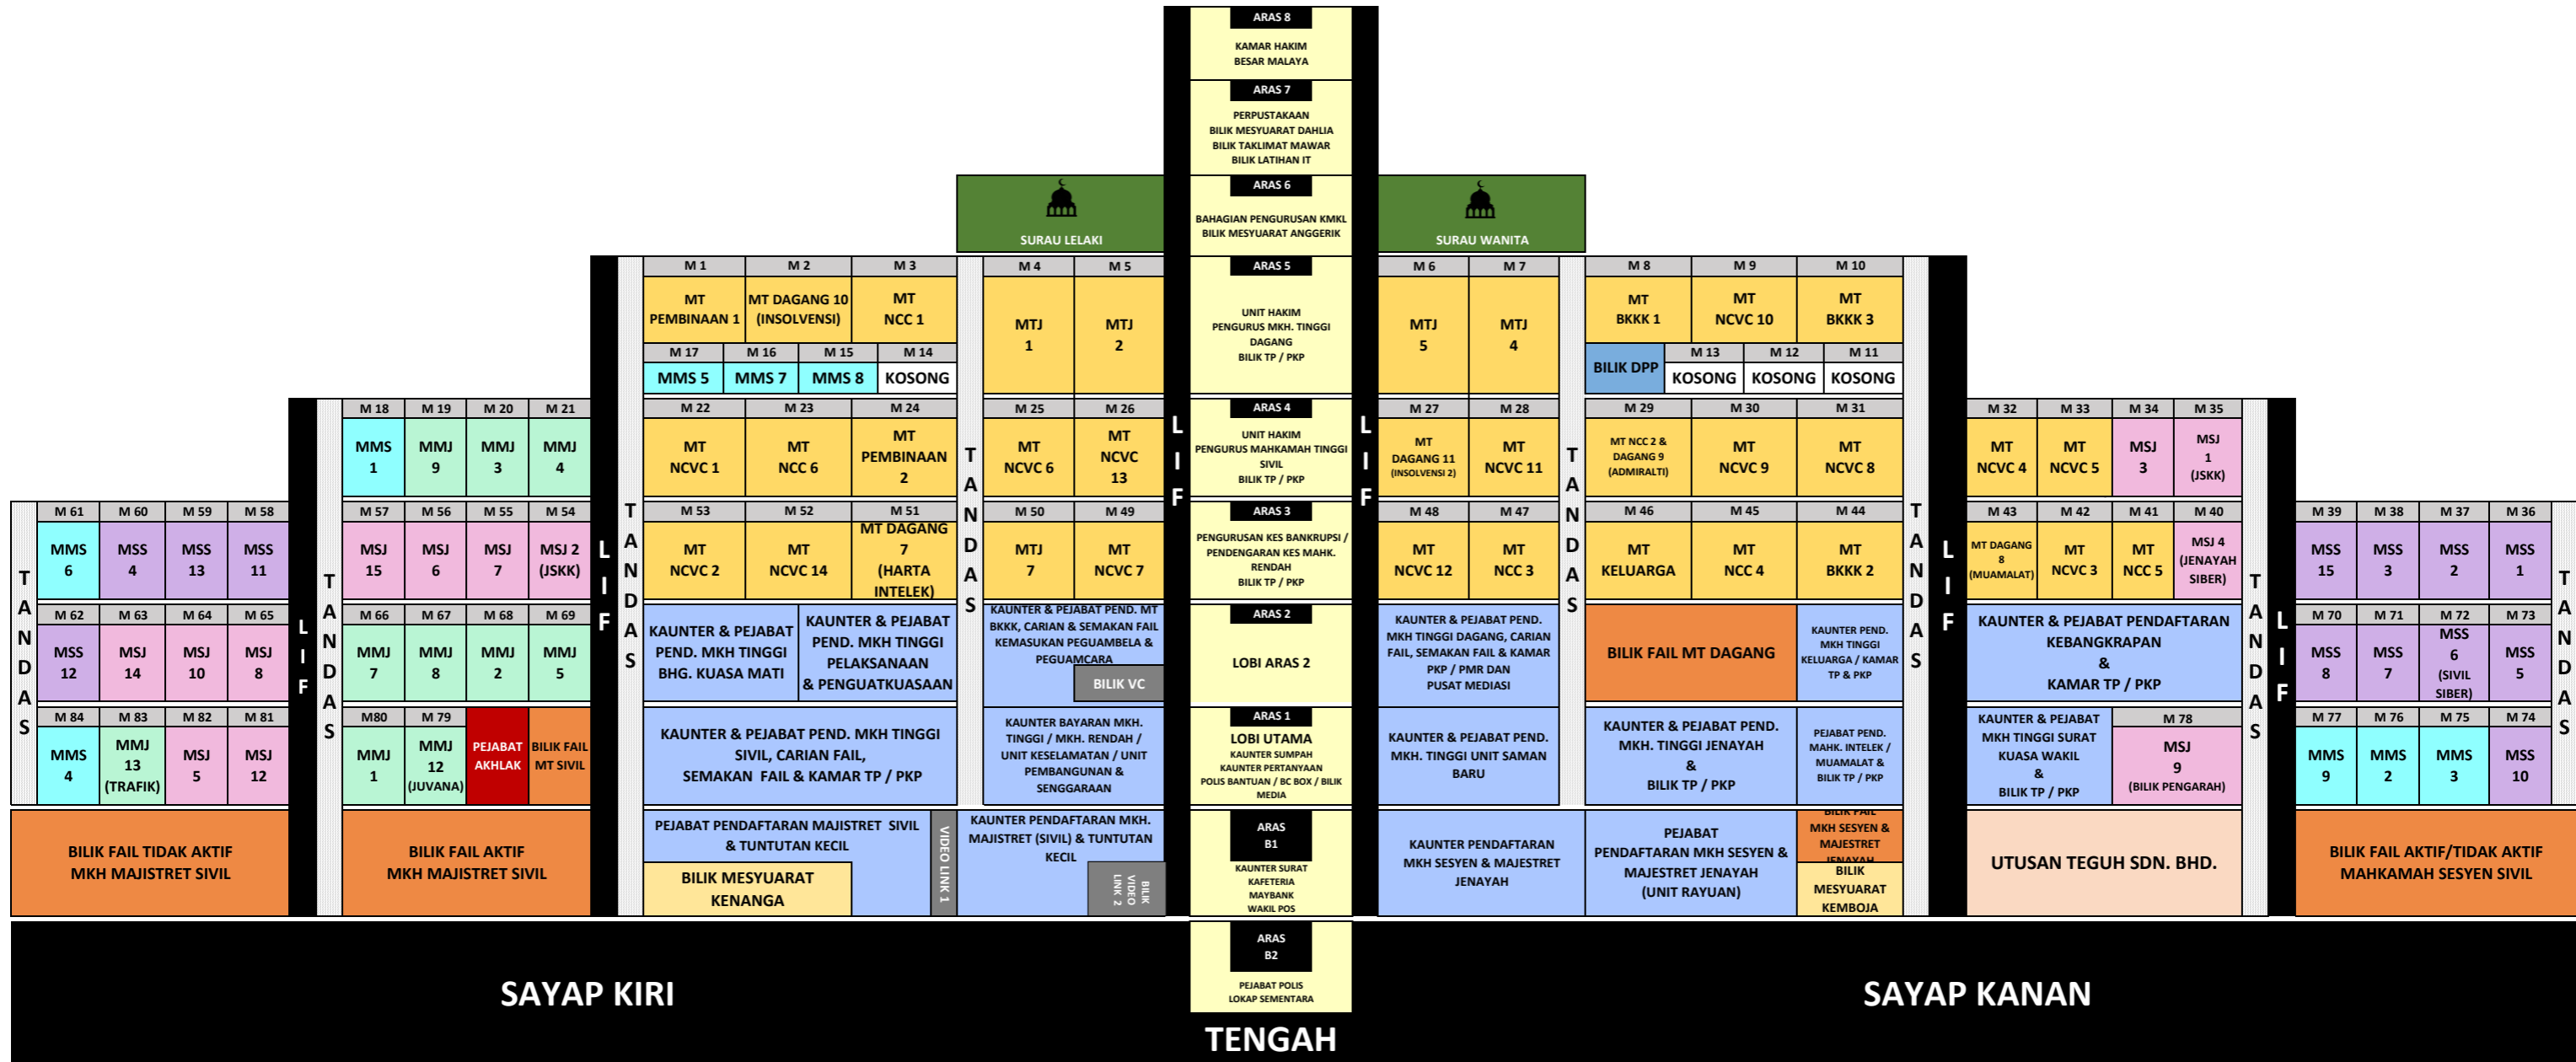 ARAS 8
KAMAR HAKIM
BESAR MALAYA
ARAS 7
PERPUSTAKAAN
BILIK MESYUARAT DAHLIA
BILIK TAKLIMAT MAWAR
BILIK LATIHAN IT
SURAU LELAKI
ARAS 6
BAHAGIAN PENGURUSAN KMKL
BILIK MESYUARAT ANGGERIK
SURAU WANITA
M 1
M 2
M 3
M 4
M 5
ARAS 5
M 6
M 7
M 8
M 9
M 10
MT
PEMBINAAN 1
MT DAGANG 10
(INSOLVENSI)
MT
NCC 1
MTJ
1
MTJ
2
UNIT HAKIM
PENGURUS MKH. TINGGI
DAGANG
BILIK TP / PKP
MTJ
5
MTJ
4
MT
BKKK 1
MT
NCVC 10
MT
BKKK 3
M 17
M 16
M 15
M 14
MMS 5
MMS 7
MMS 8
KOSONG
BILIK DPP
M 13
M 12
M 11
KOSONG
KOSONG
KOSONG
M 18
M 19
M 20
M 21
M 22
M 23
M 24
M 25
M 26
ARAS 4
M 27
M 28
M 29
M 30
M 31
M 32
M 33
M 34
M 35
MMS
1
MMJ
9
MMJ
3
MMJ
4
MT
NCVC 1
MT
NCC 6
MT
PEMBINAAN
2
MT
NCVC 6
MT
NCVC
13
UNIT HAKIM
PENGURUS MAHKAMAH TINGGI
SIVIL
BILIK TP / PKP
MT
DAGANG 11
(INSOLVENSI 2)
MT
NCVC 11
MT NCC 2 &
DAGANG 9
(ADMIRALTI)
MT
NCVC 9
MT
NCVC 8
MT
NCVC 4
MT
NCVC 5
MSJ
3
MSJ
1
(JSKK)
M 61
M 60
M 59
M 58
M 57
M 56
M 55
M 54
M 53
M 52
M 51
M 50
M 49
ARAS 3
M 48
M 47
M 46
M 45
M 44
M 43
M 42
M 41
M 40
M 39
M 38
M 37
M 36
MMS
6
MSS
4
MSS
13
MSS
11
MSJ
15
MSJ
6
MSJ
7
MSJ 2
(JSKK)
MT
NCVC 2
MT
NCVC 14
MT DAGANG
7
(HARTA
INTELEK)
MTJ
7
MT
NCVC 7
PENGURUSAN KES BANKRUPSI /
PENDENGARAN KES MAHK.
RENDAH
BILIK TP / PKP
MT
NCVC 12
MT
NCC 3
MT
KELUARGA
MT
NCC 4
MT
BKKK 2
MT DAGANG
8
(MUAMALAT)
MT
NCVC 3
MT
NCC 5
MSJ 4
(JENAYAH
SIBER)
MSS
15
MSS
3
MSS
2
MSS
1
M 62
M 63
M 64
M 65
M 66
M 67
M 68
M 69
MSS
12
MSJ
14
MSJ
10
MSJ
8
MMJ
7
MMJ
8
MMJ
2
MMJ
5
KAUNTER & PEJABAT
PEND. MKH TINGGI
BHG. KUASA MATI
KAUNTER & PEJABAT
PEND. MKH TINGGI
PELAKSANAAN
& PENGUATKUASAAN
KAUNTER & PEJABAT PEND. MT
BKKK, CARIAN & SEMAKAN FAIL
KEMASUKAN PEGUAMBELA &
PEGUAMCARA
BILIK VC
ARAS 2
LOBI ARAS 2
KAUNTER & PEJABAT PEND.
MKH TINGGI DAGANG, CARIAN
FAIL, SEMAKAN FAIL & KAMAR
PKP / PMR DAN
PUSAT MEDIASI
BILIK FAIL MT DAGANG
KAUNTER PEND.
MKH TINGGI
KELUARGA / KAMAR
TP & PKP
KAUNTER & PEJABAT PENDAFTARAN
KEBANGKRAPAN
&
KAMAR TP / PKP
M 70
M 71
M 72
M 73
MSS
8
MSS
7
MSS
6
(SIVIL
SIBER)
MSS
5
M 84
M 83
M 82
M 81
M80
M 79
MMS
4
MMJ
13
(TRAFIK)
MSJ
5
MSJ
12
MMJ
1
MMJ
12
(JUVANA)
PEJABAT
AKHLAK
BILIK FAIL
MT SIVIL
KAUNTER & PEJABAT PEND. MKH TINGGI
SIVIL, CARIAN FAIL,
SEMAKAN FAIL & KAMAR TP / PKP
KAUNTER BAYARAN MKH.
TINGGI / MKH. RENDAH /
UNIT KESELAMATAN / UNIT
PEMBANGUNAN &
SENGGARAAN
ARAS 1
LOBI UTAMA
KAUNTER SUMPAH
KAUNTER PERTANYAAN
POLIS BANTUAN / BC BOX / BILIK
MEDIA
KAUNTER & PEJABAT PEND.
MKH. TINGGI UNIT SAMAN
BARU
KAUNTER & PEJABAT PEND.
MKH. TINGGI JENAYAH
&
BILIK TP / PKP
PEJABAT PEND.
MAHK. INTELEK /
MUAMALAT &
BILIK TP / PKP
KAUNTER & PEJABAT
MKH TINGGI SURAT
KUASA WAKIL
&
BILIK TP / PKP
M 78
MSJ
9
(BILIK PENGARAH)
M 77
M 76
M 75
M 74
MMS
9
MMS
2
MMS
3
MSS
10
BILIK FAIL TIDAK AKTIF
MKH MAJISTRET SIVIL
BILIK FAIL AKTIF
MKH MAJISTRET SIVIL
PEJABAT PENDAFTARAN MAJISTRET SIVIL
& TUNTUTAN KECIL
BILIK MESYUARAT
KENANGA
VIDEO LINK 1
KAUNTER PENDAFTARAN MKH.
MAJISTRET (SIVIL) & TUNTUTAN
KECIL
BILIK
VIDEO
LINK 2
ARAS
B1
KAUNTER SURAT
KAFETERIA
MAYBANK
WAKIL POS
KAUNTER PENDAFTARAN
MKH SESYEN & MAJESTRET
JENAYAH
PEJABAT
PENDAFTARAN MKH SESYEN &
MAJESTRET JENAYAH
(UNIT RAYUAN)
BILIK FAIL
MKH SESYEN &
MAJESTRET
JENAYAH
BILIK
MESYUARAT
KEMBOJA
UTUSAN TEGUH SDN. BHD.
BILIK FAIL AKTIF/TIDAK AKTIF
MAHKAMAH SESYEN SIVIL
TANDAS
LIF
TANDAS
LIF
TANDAS
TANDAS
LIF
LIF
TANDAS
TANDAS
LIF
TANDAS
LIF
TANDAS
SAYAP KIRI
ARAS
B2
PEJABAT POLIS
LOKAP SEMENTARA
TENGAH
SAYAP KANAN